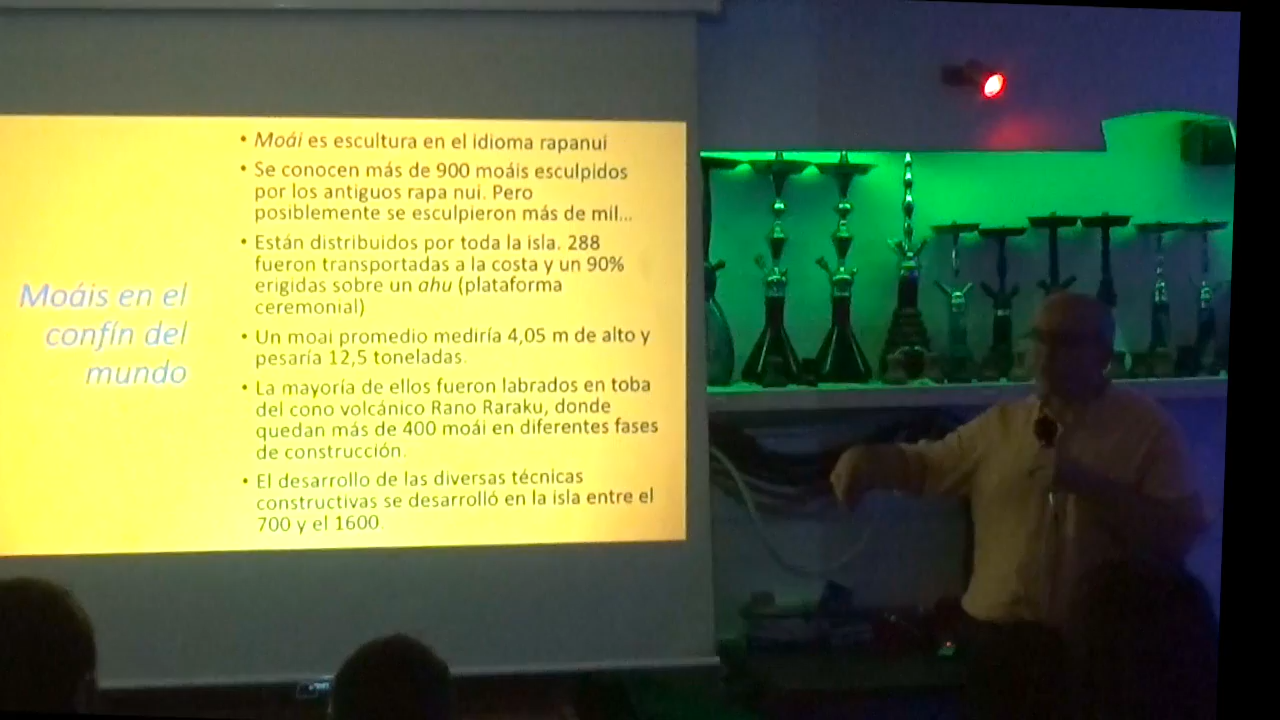 Moáis en el
confín del
mundo
• Moái es escultura en el idioma rapanui
• Se conocen más de 900 moáis esculpidos
por los antiguos rapa nui. Pero
posiblemente se esculpieron más de mil...
• Están distribuidos por toda la isla. 288
fueron transportadas a la costa y un 90%
erigidas sobre un ahu (plataforma
ceremonial)
• Un moai promedio mediría 4,05 m de alto y
pesaría 12,5 toneladas.
• La mayoría de ellos fueron labrados en toba
del cono volcánico Rano Raraku, donde
quedan más de 400 moái en diferentes fases
de construcción.
• El desarrollo de las diversas técnicas
constructivas se desarrolló en la isla entre el
700 y el 1600.